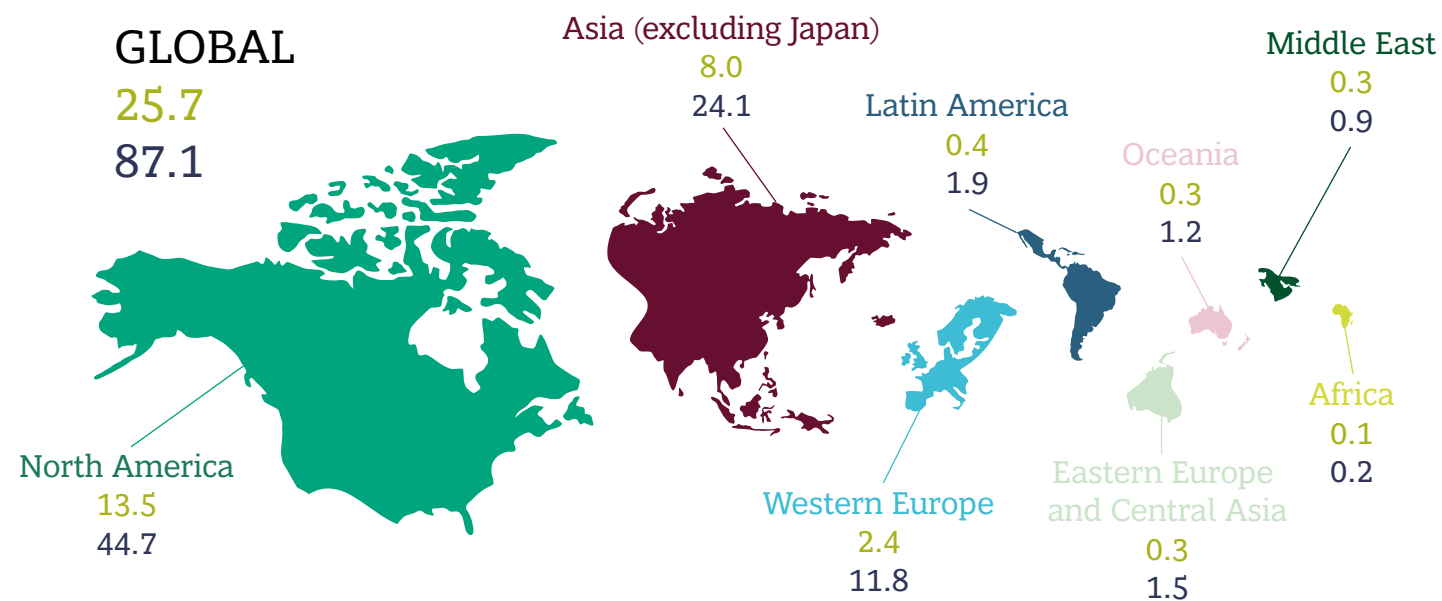 GLOBAL
25.7
87.1
Asia (excluding Japan)
8.0
24.1
Latin America
0.4
1.9
Oceania
0.3
1.2
Middle East
0.3
0.9
North America
13.5
44.7
Western Europe
2.4
11.8
Eastern Europe
and Central Asia
0.3
1.5
Africa
0.1
0.2